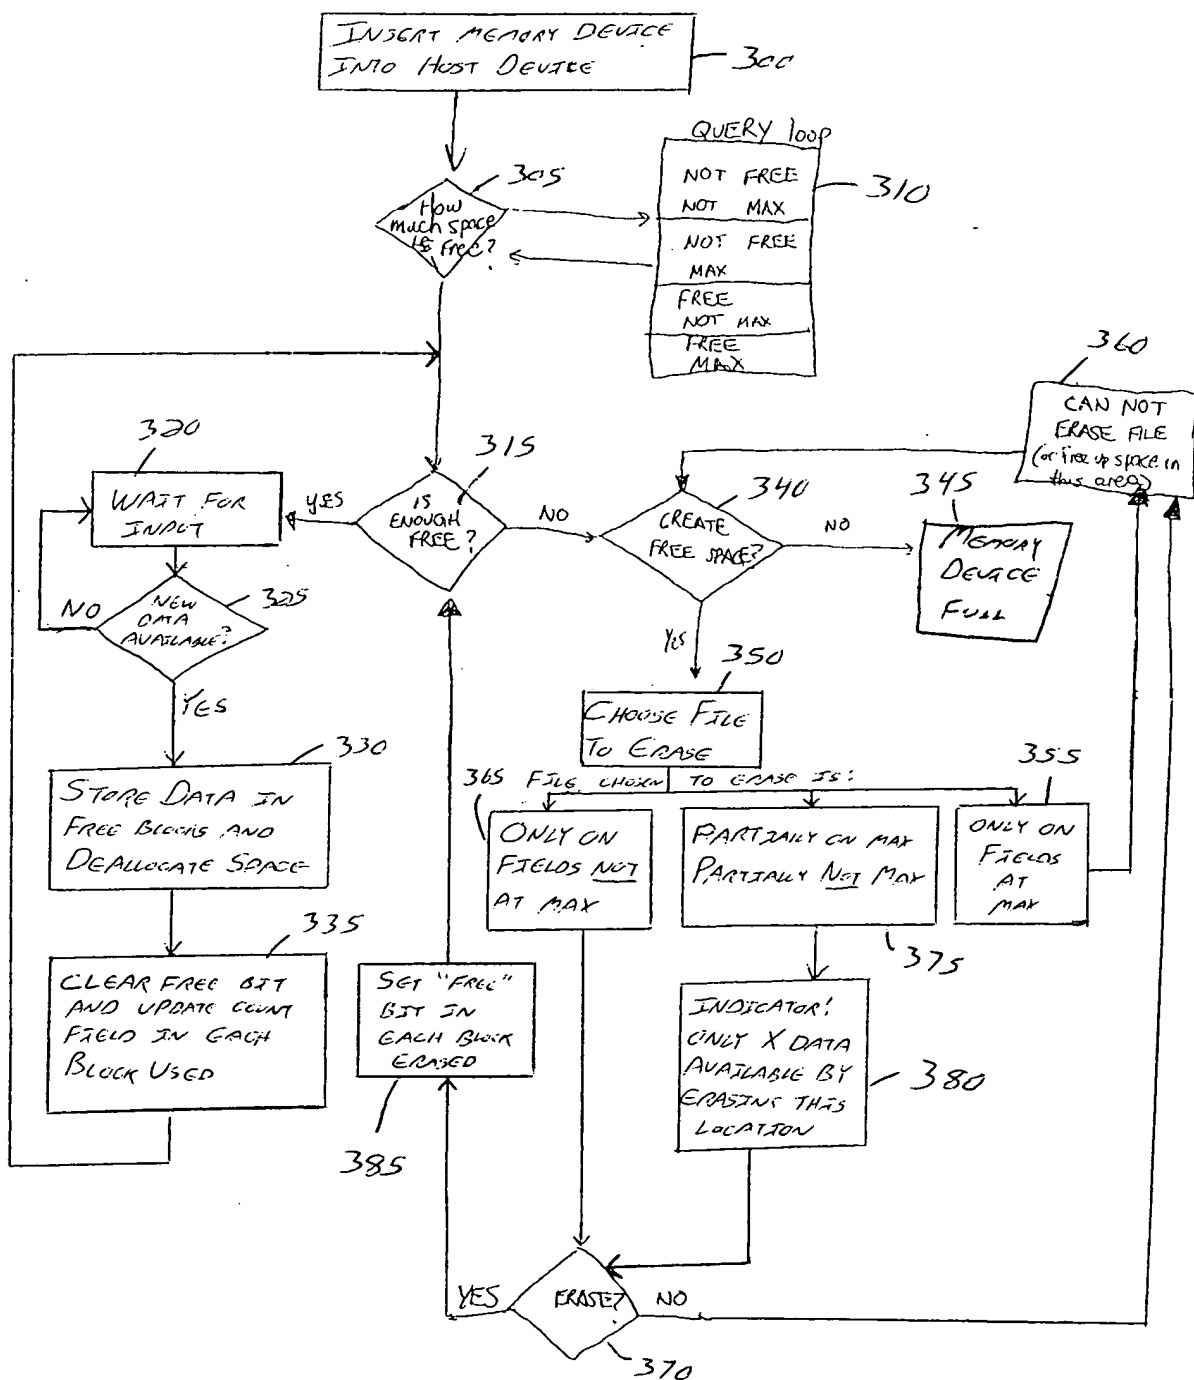 INSERT MEMORY DEVICE
INTO HOST DEVICE
300
305
How
much space
is Free?
QUERY loop
NOT FREE
NOT MAX
NOT FREE
MAX
FREE
NOT MAX
FREE
MAX
310
360
CAN NOT
ERASE FILE
(or free up space in
this area)
320
WAIT FOR
INPUT
YES
315
IS
ENOUGH
FREE?
NO
340
CREATE
FREE SPACE?
NO
345
MEMORY
DEVICE
FULL
NO
NEW
DATA
AVAILABLE?
325
YES
YES
350
CHOOSE FILE
TO ERASE
330
STORE DATA IN
FREE BLOCKS AND
DEALLOCATE SPACE
365 FILE CHOSEN TO ERASE IS:
355
ONLY ON
FIELDS NOT
AT MAX
PARTIALLY ON MAX
PARTIALLY NOT MAX
375
ONLY ON
FIELDS
AT
MAX
335
CLEAR FREE BIT
AND UPDATE COUNT
FIELD IN EACH
BLOCK USED
SET "FREE"
BIT IN
EACH BLOCK
ERASED
385
INDICATOR!
ONLY X DATA
AVAILABLE BY
ERASING THIS
LOCATION
380
YES
ERASE?
NO
370